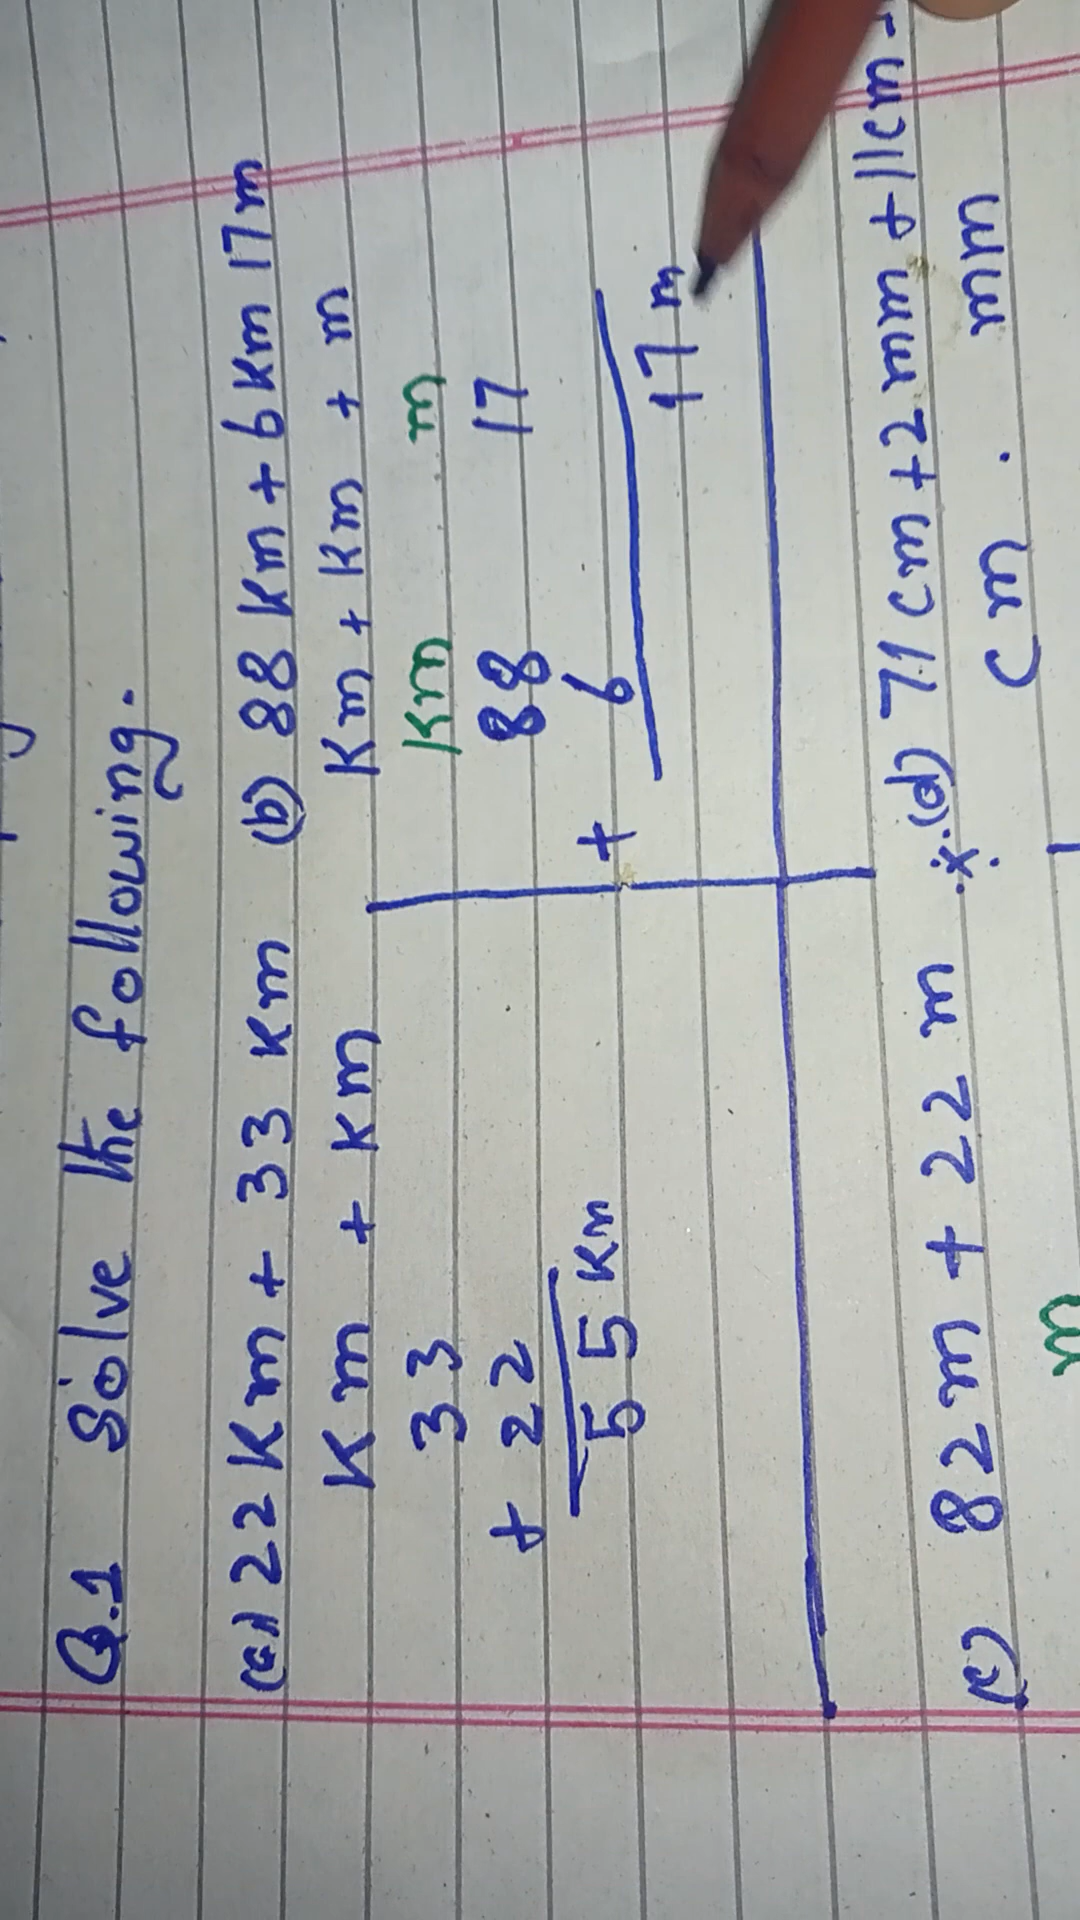 Q.1 Solve the following.
(a) 22 Km + 33 Km (b) 88 Km + 6 Km 17 m
Km + Km Km + Km + m
33 Km m
+ 22 88 17
55 Km + 6
17 m
(c) 82 m + 22 m * (d) 71 cm + 2 mm + 11 cm
cm . mm
m